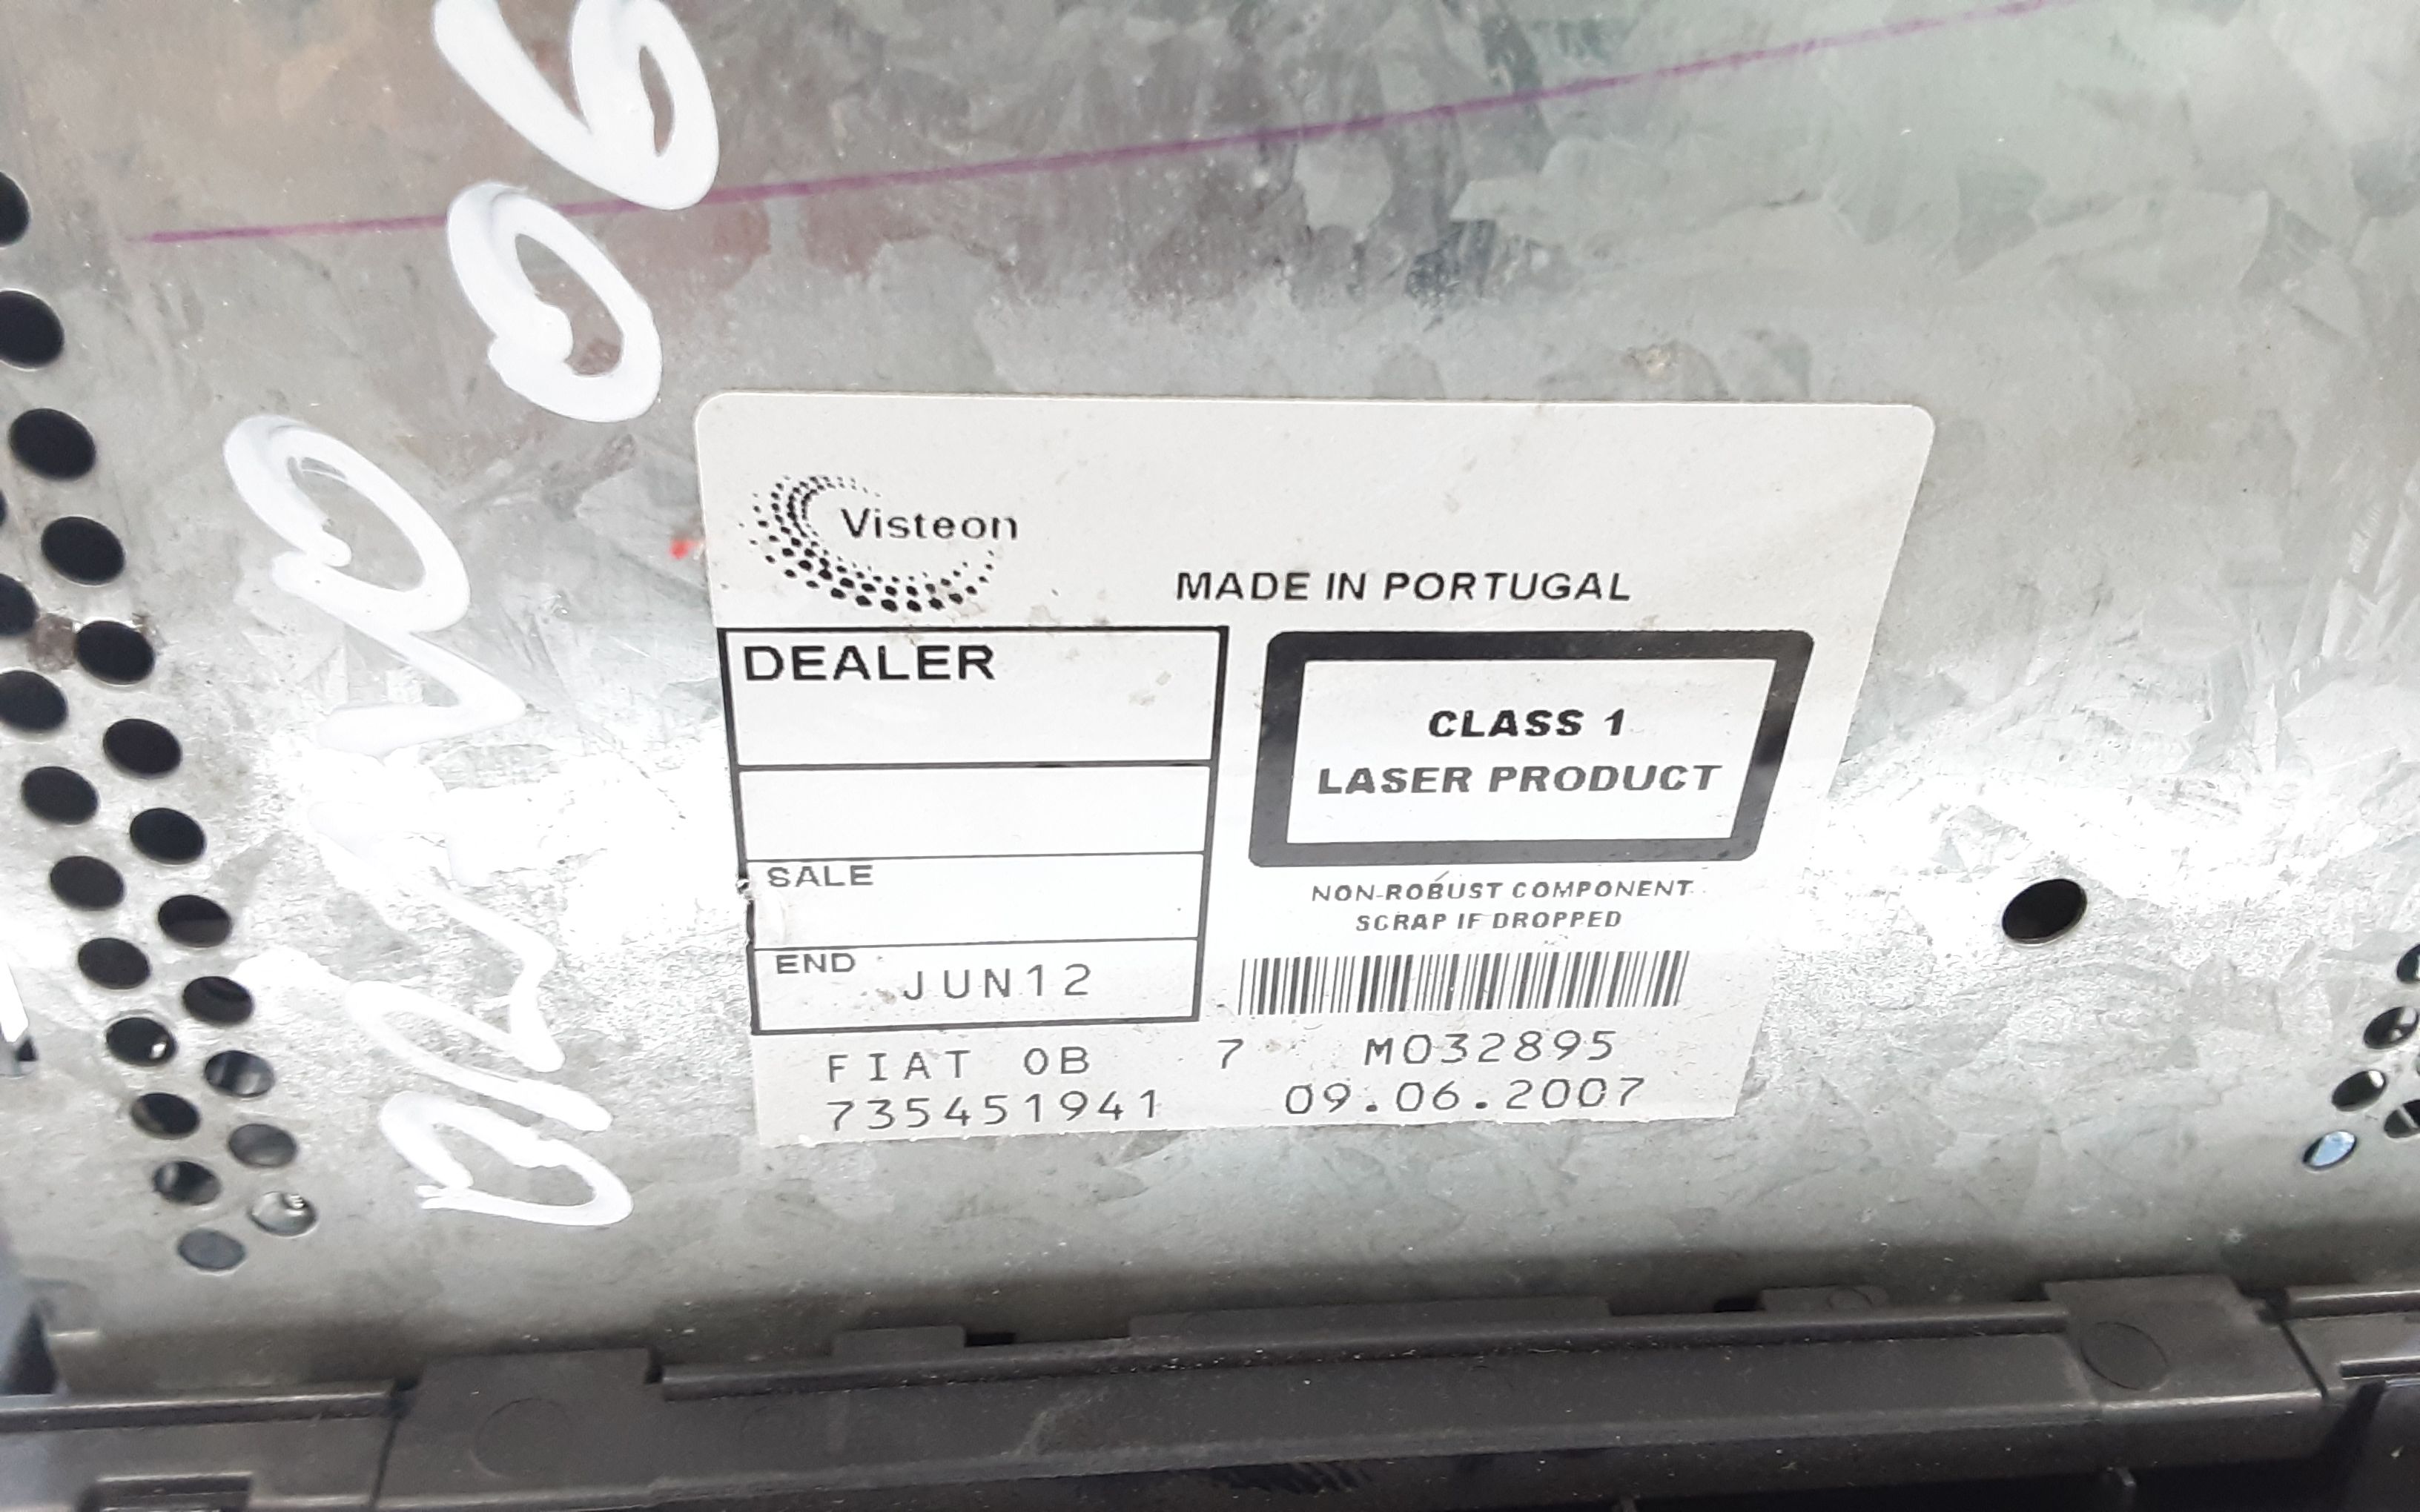 Visteon
MADE IN PORTUGAL
DEALER
CLASS 1
LASER PRODUCT
SALE
NON-ROBUST COMPONENT
SCRAP IF DROPPED
END JUN12
FIAT 0B 7 M032895
735451941 09.06.2007